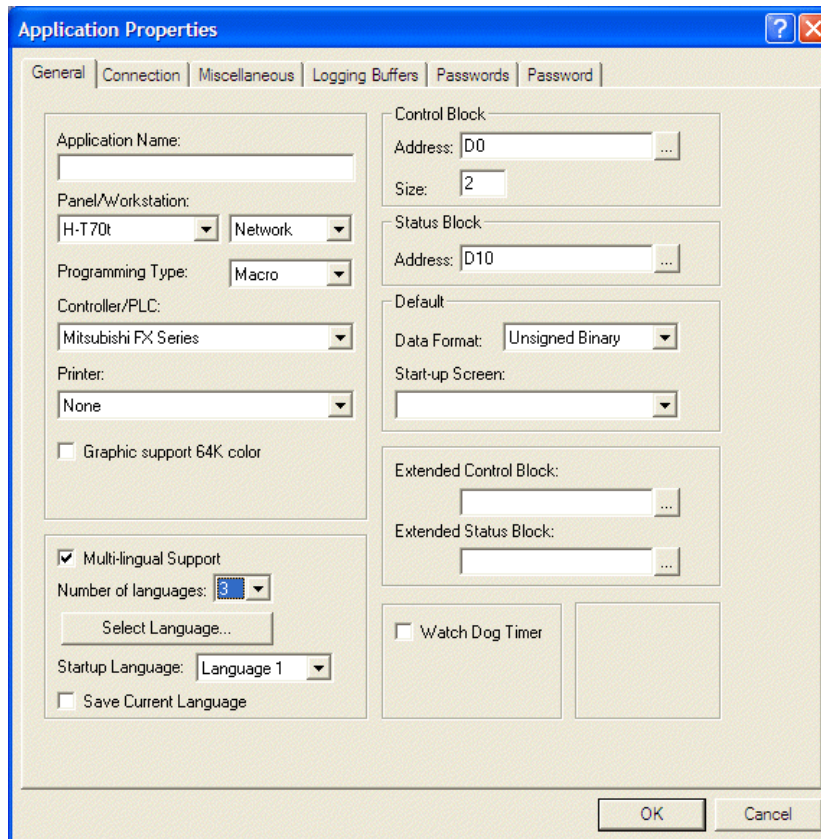 Application Properties
General Connection Miscellaneous Logging Buffers Passwords Password
Application Name:
Panel/Workstation:
H-T70t Network
Programming Type: Macro
Controller/PLC:
Mitsubishi FX Series
Printer:
None
Graphic support 64K color
Multi-lingual Support
Number of languages: 3
Select Language...
Startup Language: Language 1
Save Current Language
Control Block
Address: D0 ...
Size: 2
Status Block
Address: D10 ...
Default
Data Format: Unsigned Binary
Start-up Screen:
Extended Control Block:
...
Extended Status Block:
...
Watch Dog Timer
OK Cancel